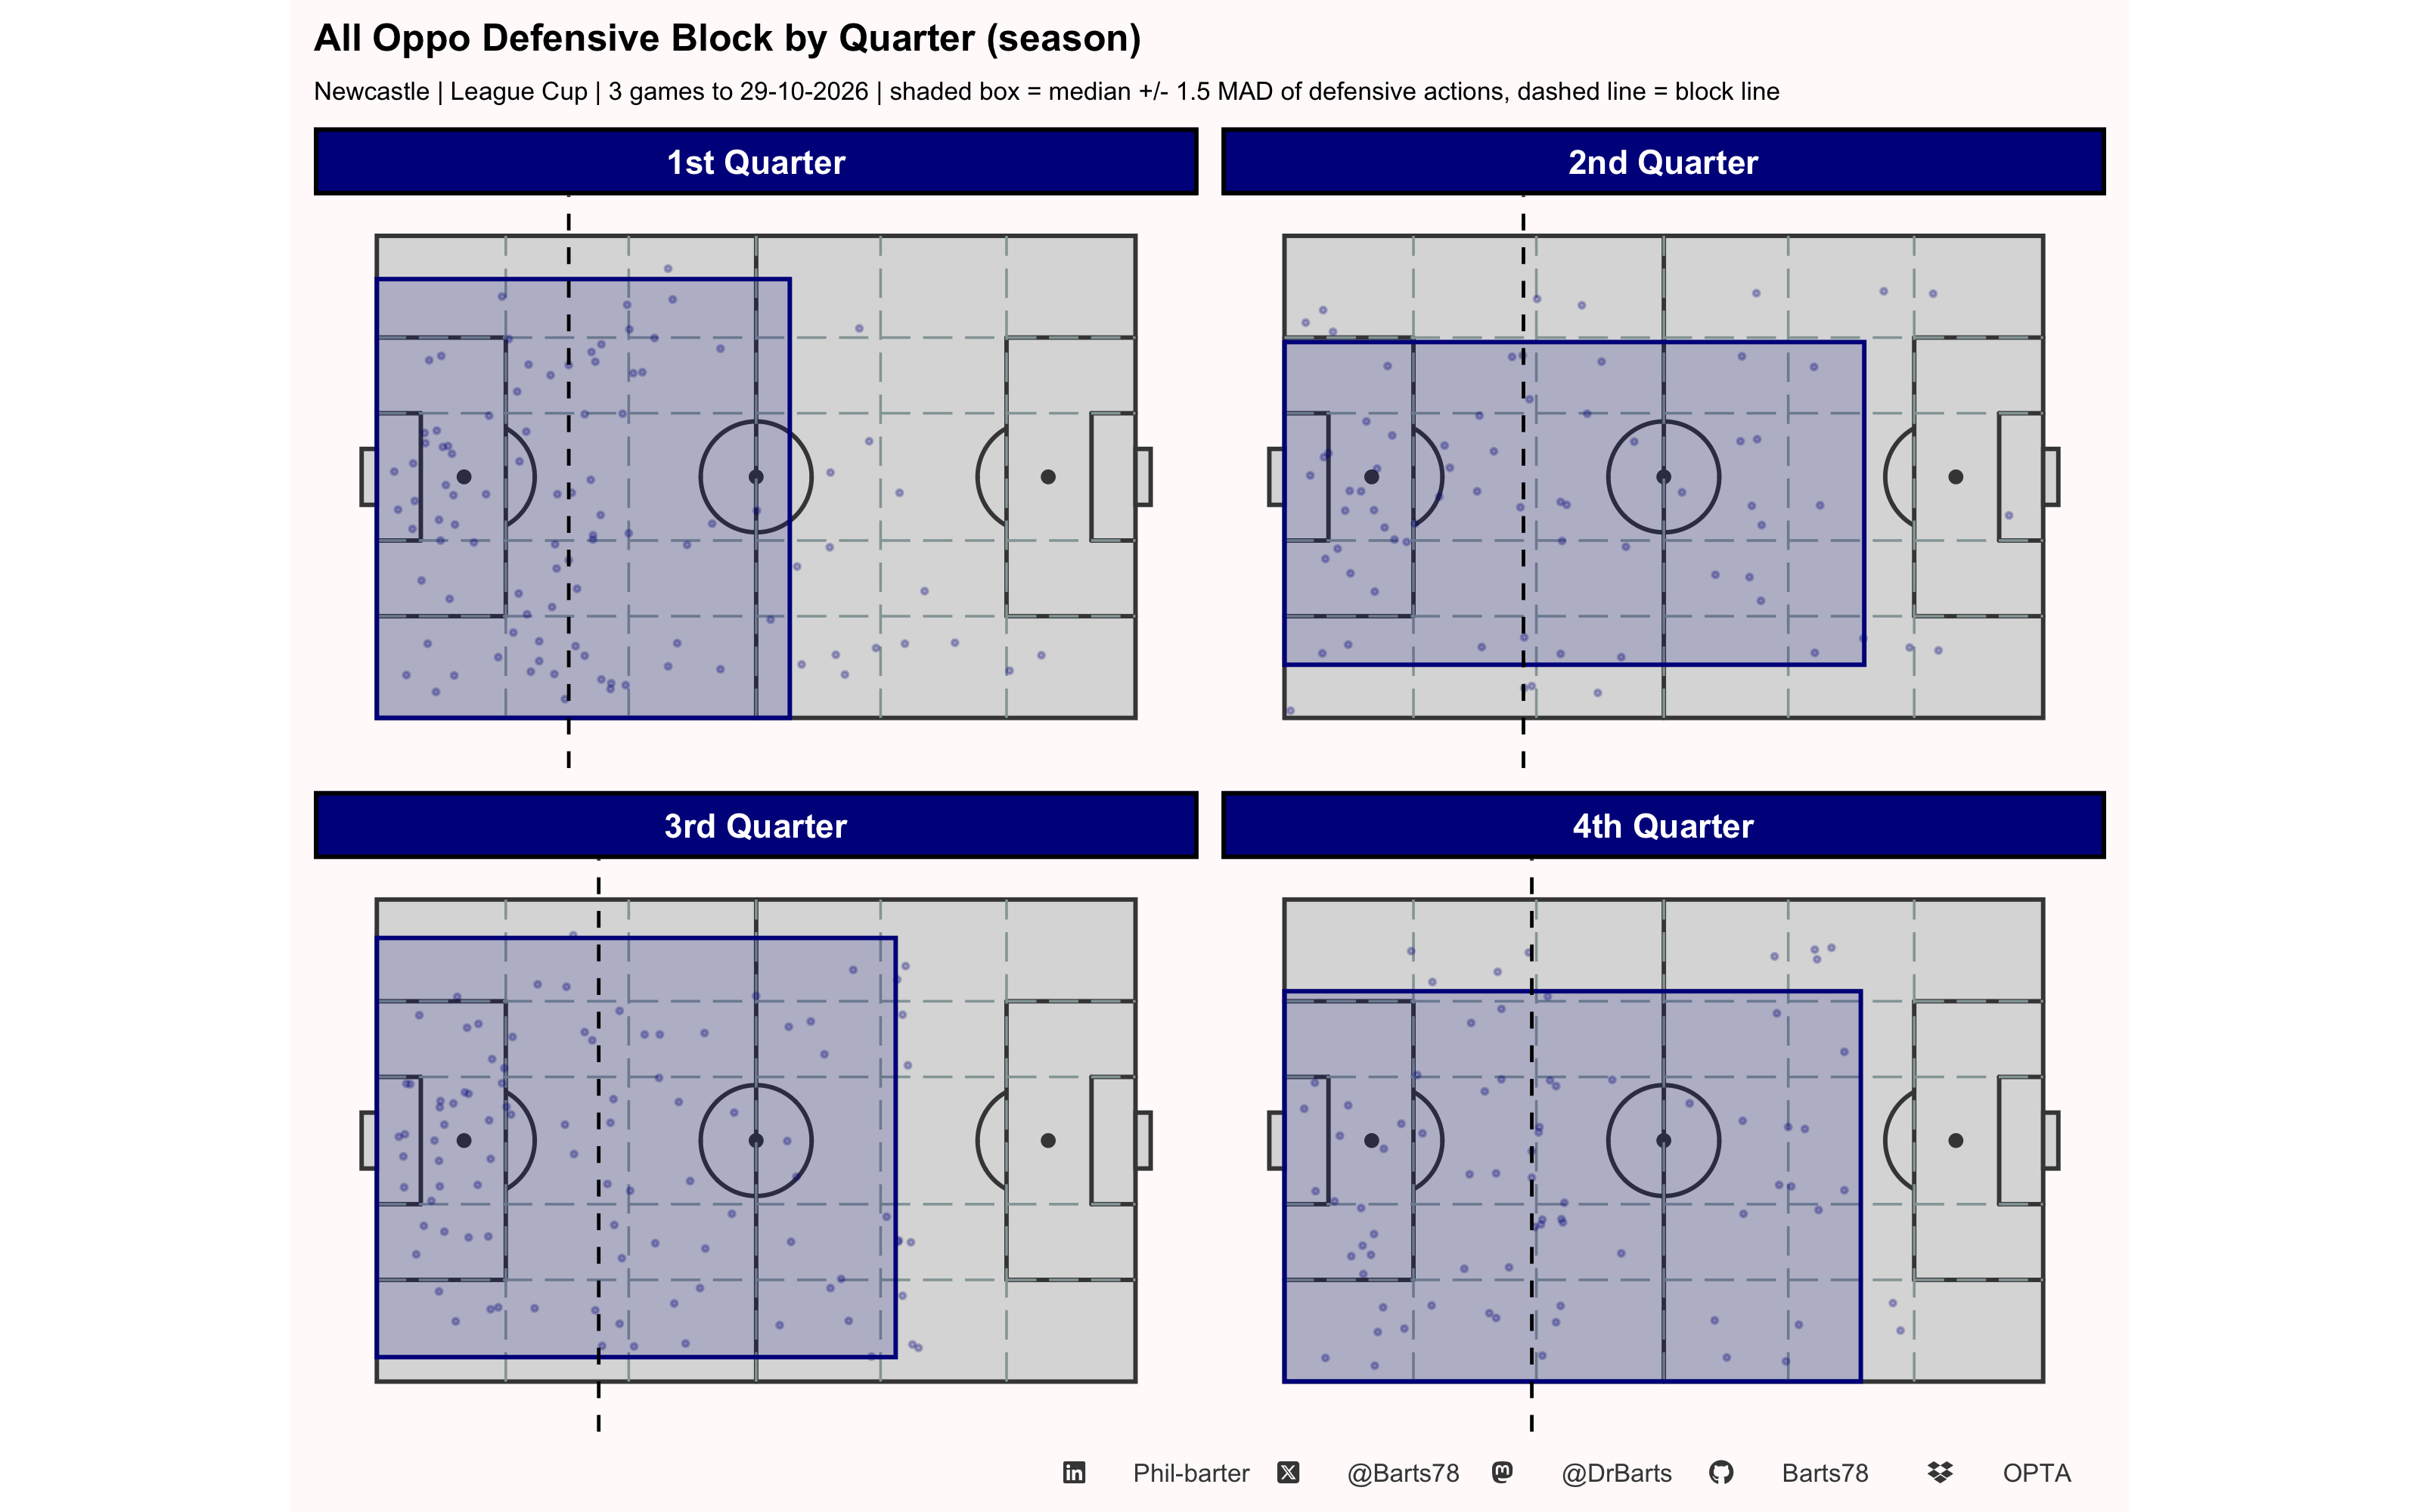 All Oppo Defensive Block by Quarter (season)
Newcastle | League Cup | 3 games to 29-10-2026 | shaded box = median +/- 1.5 MAD of defensive actions, dashed line = block line
1st Quarter
2nd Quarter
3rd Quarter
4th Quarter
Phil-barter @Barts78 @DrBarts Barts78 OPTA